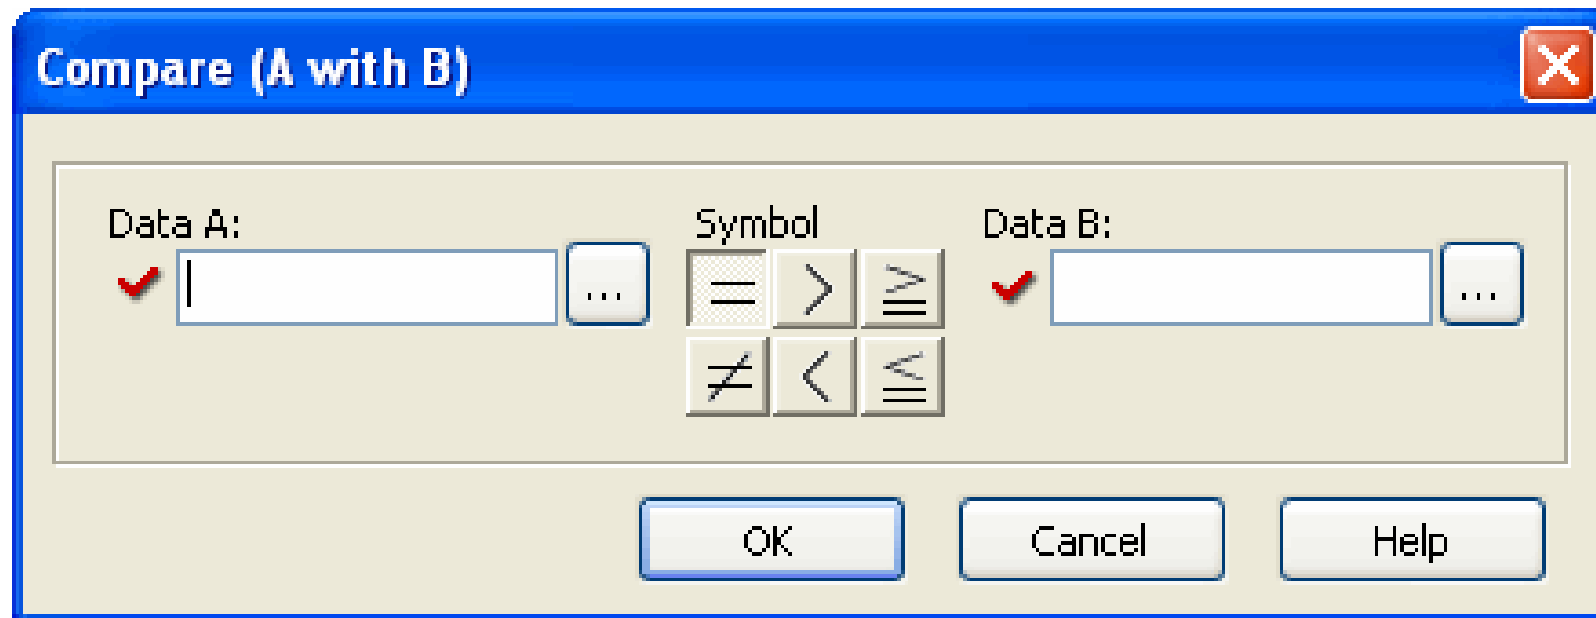 Compare (A with B)
Data A: Symbol Data B:
... = > ≧ ...
≠ < ≦
OK Cancel Help